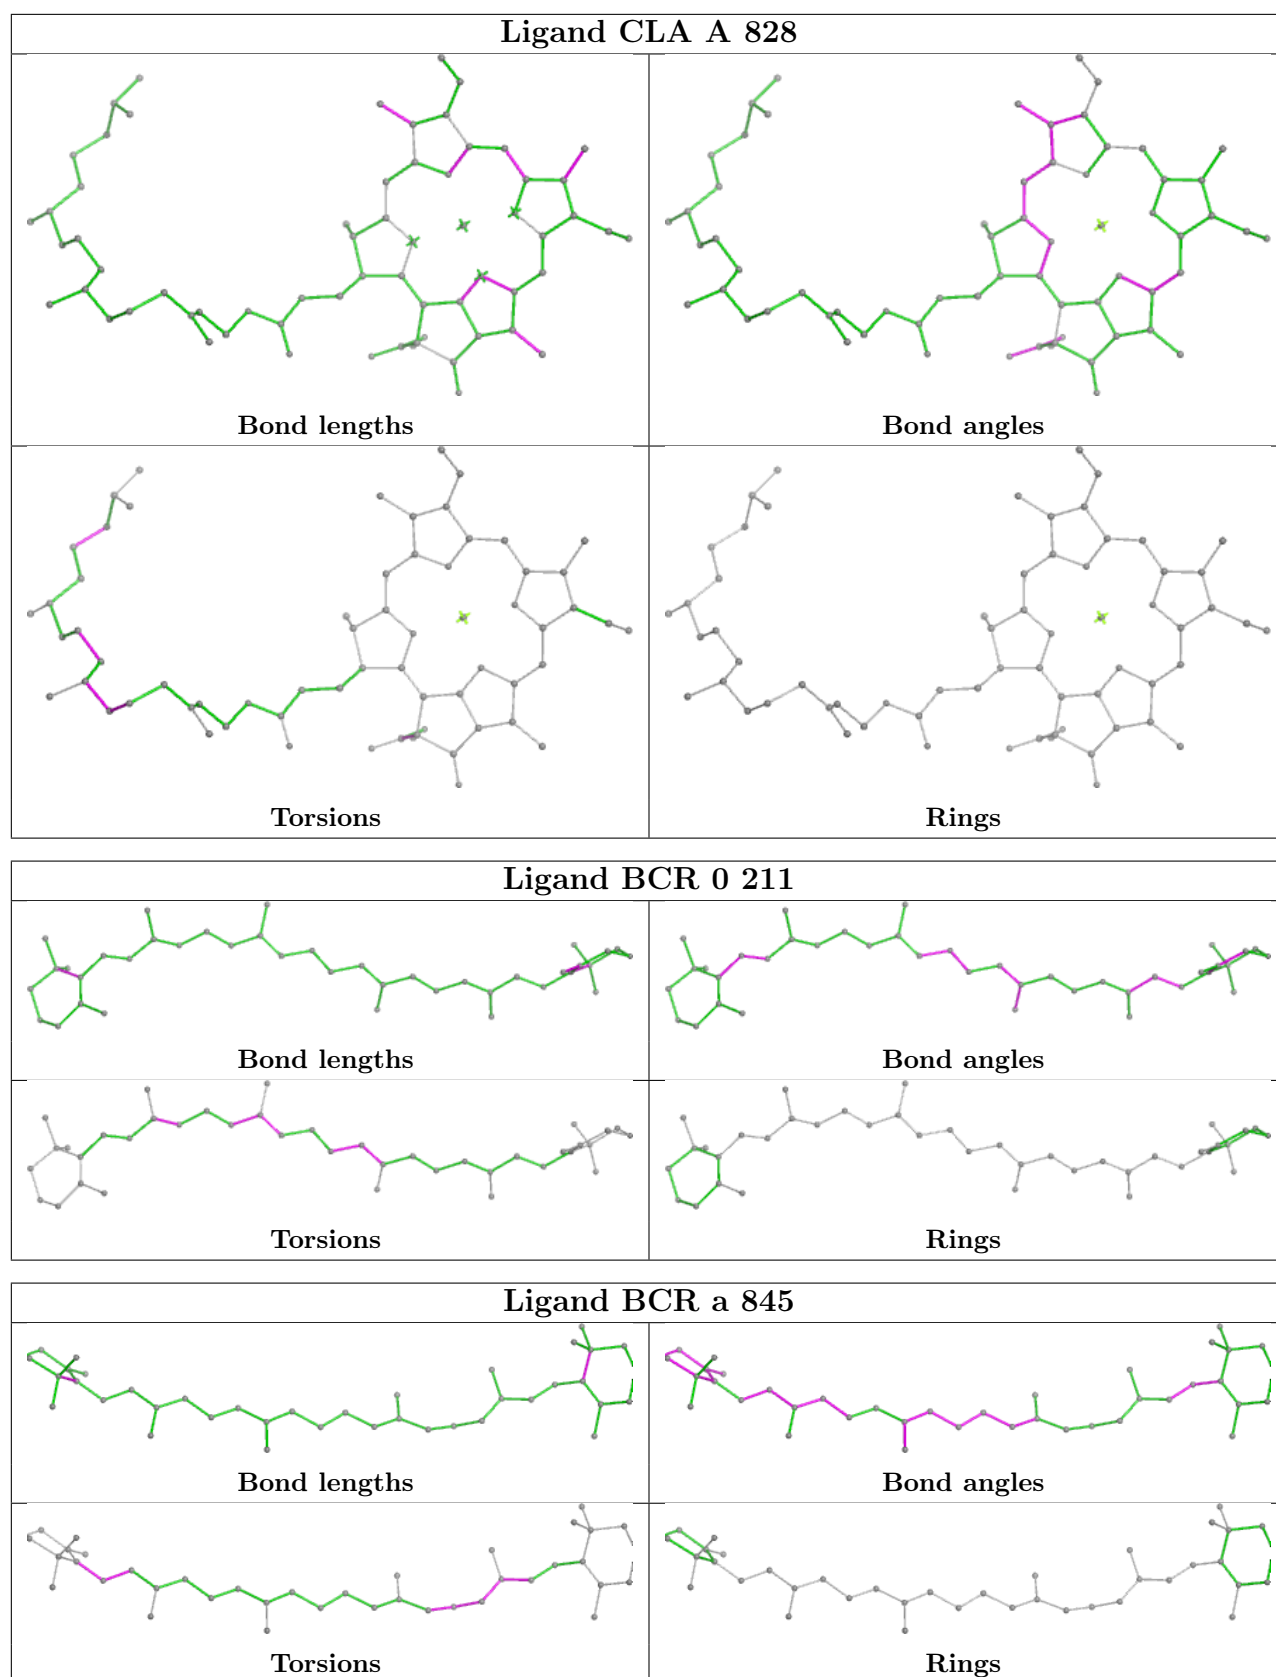 Ligand CLA A 828
Bond lengths
Bond angles
Torsions
Rings
Ligand BCR 0 211
Bond lengths
Bond angles
Torsions
Rings
Ligand BCR a 845
Bond lengths
Bond angles
Torsions
Rings